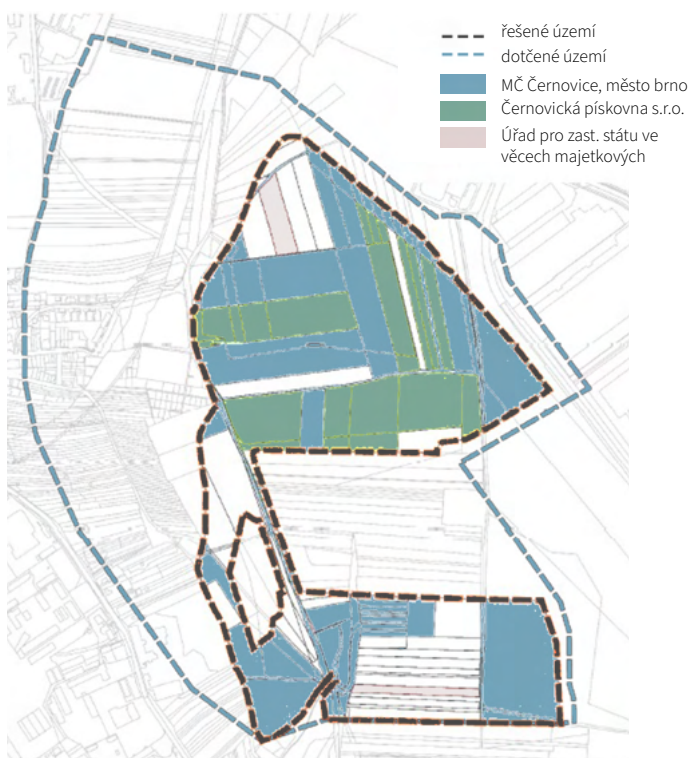 řešené území
dotčené území
MČ Černovice, město brno
Černovická pískovna s.r.o.
Úřad pro zast. státu ve
věcech majetkových